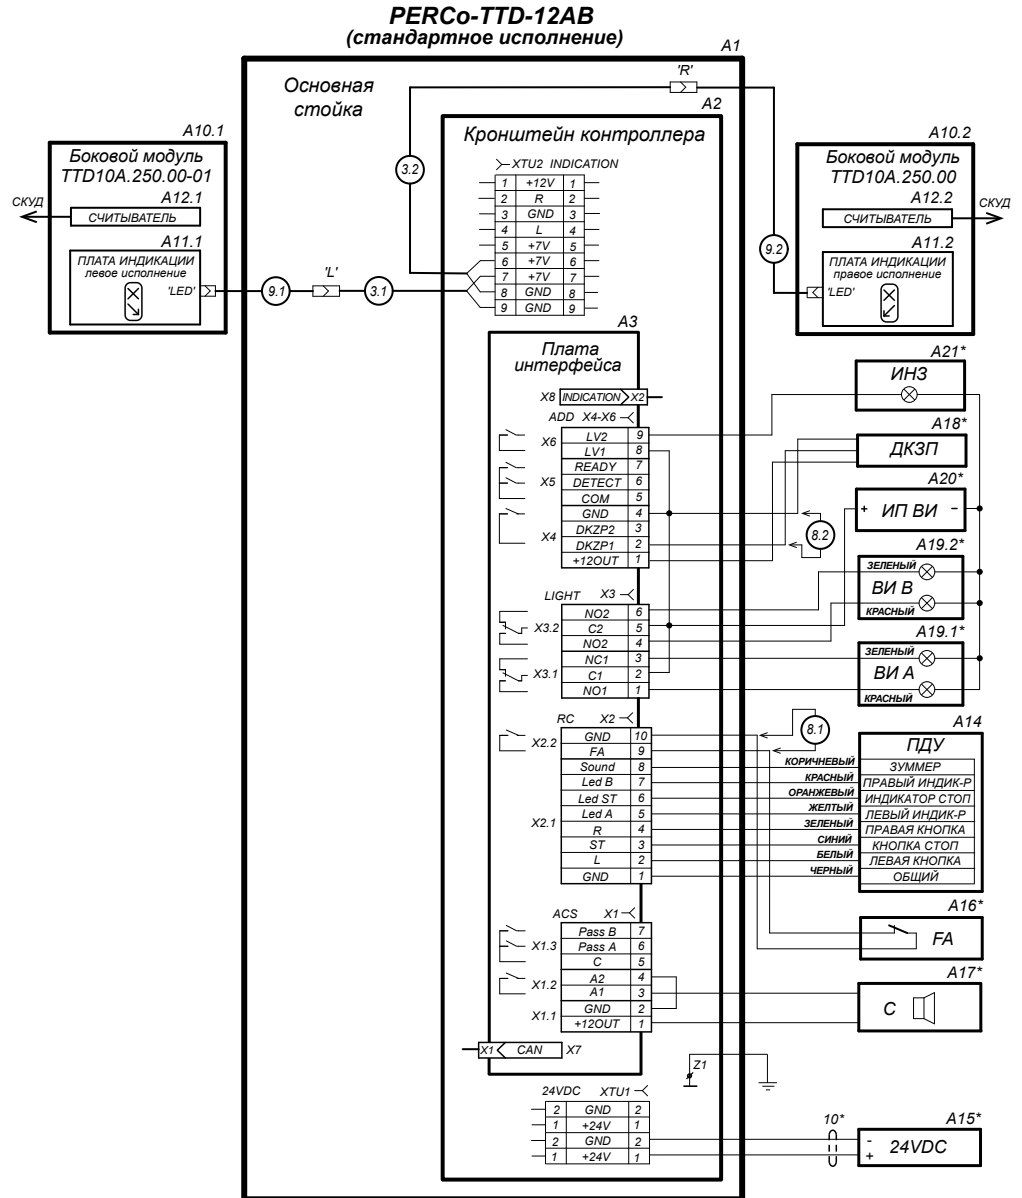 PERCo-TTD-12AB
(стандартное исполнение)
A1
Основная
стойка
'R'
A2
Кронштейн контроллера
A10.1
Боковой модуль
TTD10A.250.00-01
A12.1
СКУД
СЧИТЫВАТЕЛЬ
A11.1
ПЛАТА ИНДИКАЦИИ
левое исполнение
'LED'
9.1
'L'
3.1
3.2
XTU2 INDICATION
1 +12V 1
2 R 2
3 GND 3
4 L 4
5 +7V 5
6 +7V 6
7 +7V 7
8 GND 8
9 GND 9
9.2
A10.2
Боковой модуль
TTD10A.250.00
A12.2
СКУД
СЧИТЫВАТЕЛЬ
A11.2
ПЛАТА ИНДИКАЦИИ
правое исполнение
'LED'
A3
Плата
интерфейса
X8 INDICATION X2
ADD X4-X6
X6
LV2 9
LV1 8
X5
READY 7
DETECT 6
COM 5
X4
GND 4
DKZP2 3
DKZP1 2
+12OUT 1
8.2
LIGHT X3
X3.2
NO2 6
C2 5
NO2 4
X3.1
NC1 3
C1 2
NO1 1
RC X2
X2.2
GND 10
FA 9
X2.1
Sound 8
Led B 7
Led ST 6
Led A 5
R 4
ST 3
L 2
GND 1
8.1
ACS X1
X1.3
Pass B 7
Pass A 6
C 5
X1.2
A2 4
A1 3
X1.1
GND 2
+12OUT 1
X1 CAN X7
Z1
24VDC XTU1
2 GND 2
1 +24V 1
2 GND 2
1 +24V 1
A21*
ИНЗ
A18*
ДКЗП
A20*
+ ИП ВИ -
A19.2*
ЗЕЛЕНЫЙ
ВИ В
КРАСНЫЙ
A19.1*
ЗЕЛЕНЫЙ
ВИ А
КРАСНЫЙ
A14
ПДУ
КОРИЧНЕВЫЙ ЗУММЕР
КРАСНЫЙ ПРАВЫЙ ИНДИК-Р
ОРАНЖЕВЫЙ ИНДИКАТОР СТОП
ЖЕЛТЫЙ ЛЕВЫЙ ИНДИК-Р
ЗЕЛЕНЫЙ ПРАВАЯ КНОПКА
СИНИЙ КНОПКА СТОП
БЕЛЫЙ ЛЕВАЯ КНОПКА
ЧЕРНЫЙ ОБЩИЙ
A16*
FA
A17*
C
10*
A15*
-
+
24VDC